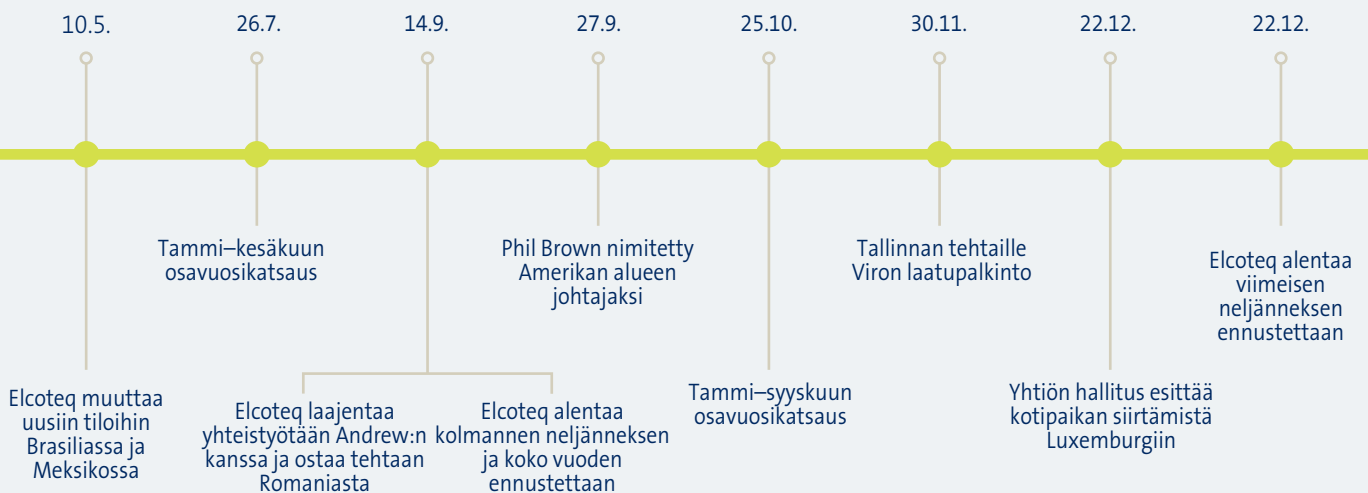 10.5.
26.7.
14.9.
27.9.
25.10.
30.11.
22.12.
22.12.
Elcoteq muuttaa
uusiin tiloihin
Brasiliassa ja
Meksikossa
Tammi–kesäkuun
osavuosikatsaus
Elcoteq laajentaa
yhteistyötään Andrew:n
kanssa ja ostaa tehtaan
Romaniasta
Elcoteq alentaa
kolmannen neljänneksen
ja koko vuoden
ennustettaan
Phil Brown nimitetty
Amerikan alueen
johtajaksi
Tammi–syyskuun
osavuosikatsaus
Tallinnan tehtaille
Viron laatupalkinto
Yhtiön hallitus esittää
kotipaikan siirtämistä
Luxemburgiin
Elcoteq alentaa
viimeisen
neljänneksen
ennustettaan